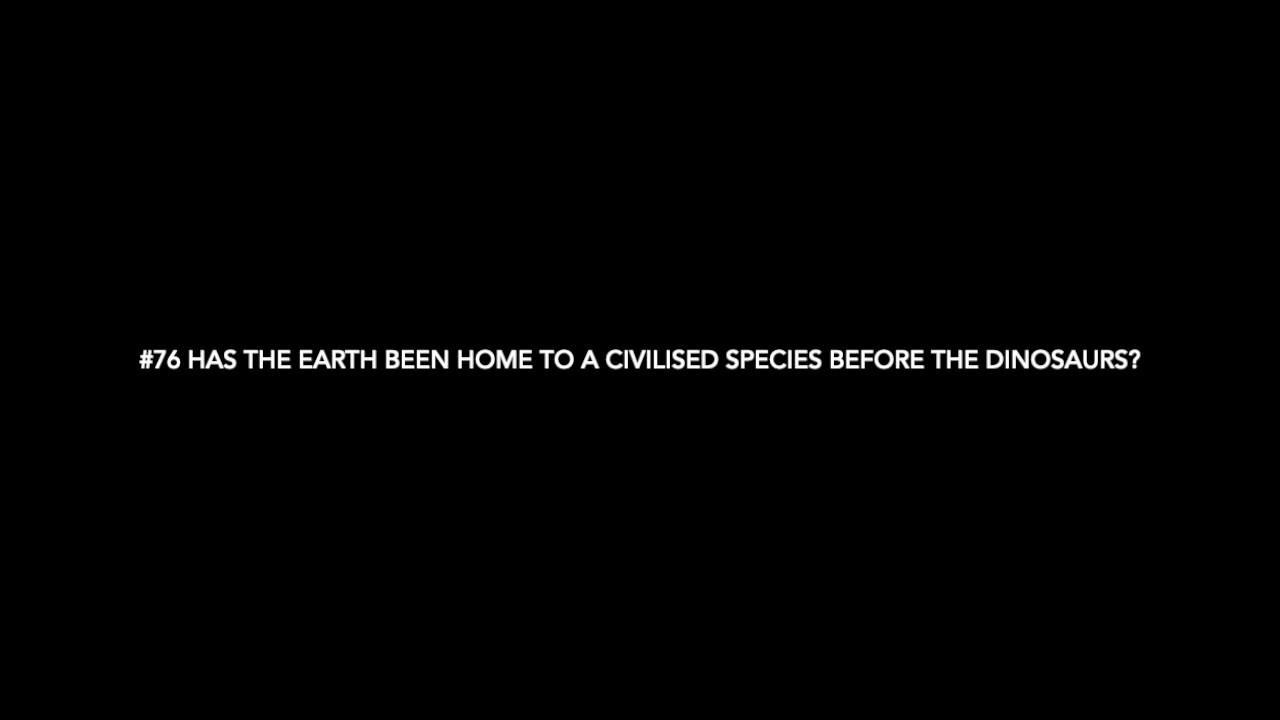 #76 HAS THE EARTH BEEN HOME TO A CIVILISED SPECIES BEFORE THE DINOSAURS?